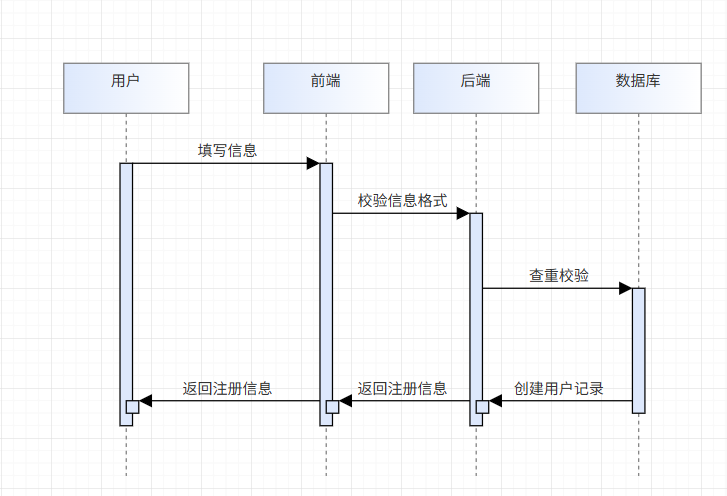 用户
前端
后端
数据库
填写信息
校验信息格式
查重校验
返回注册信息
返回注册信息
创建用户记录